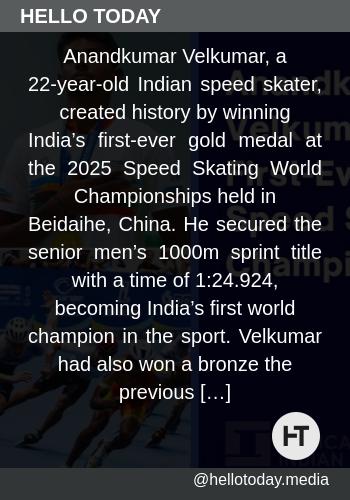 HELLO TODAY
Anandkumar Velkumar, a
22-year-old Indian speed skater,
created history by winning
India’s first-ever gold medal at
the 2025 Speed Skating World
Championships held in
Beidaihe, China. He secured the
senior men’s 1000m sprint title
with a time of 1:24.924,
becoming India’s first world
champion in the sport. Velkumar
had also won a bronze the
previous […]
HT
@hellotoday.media